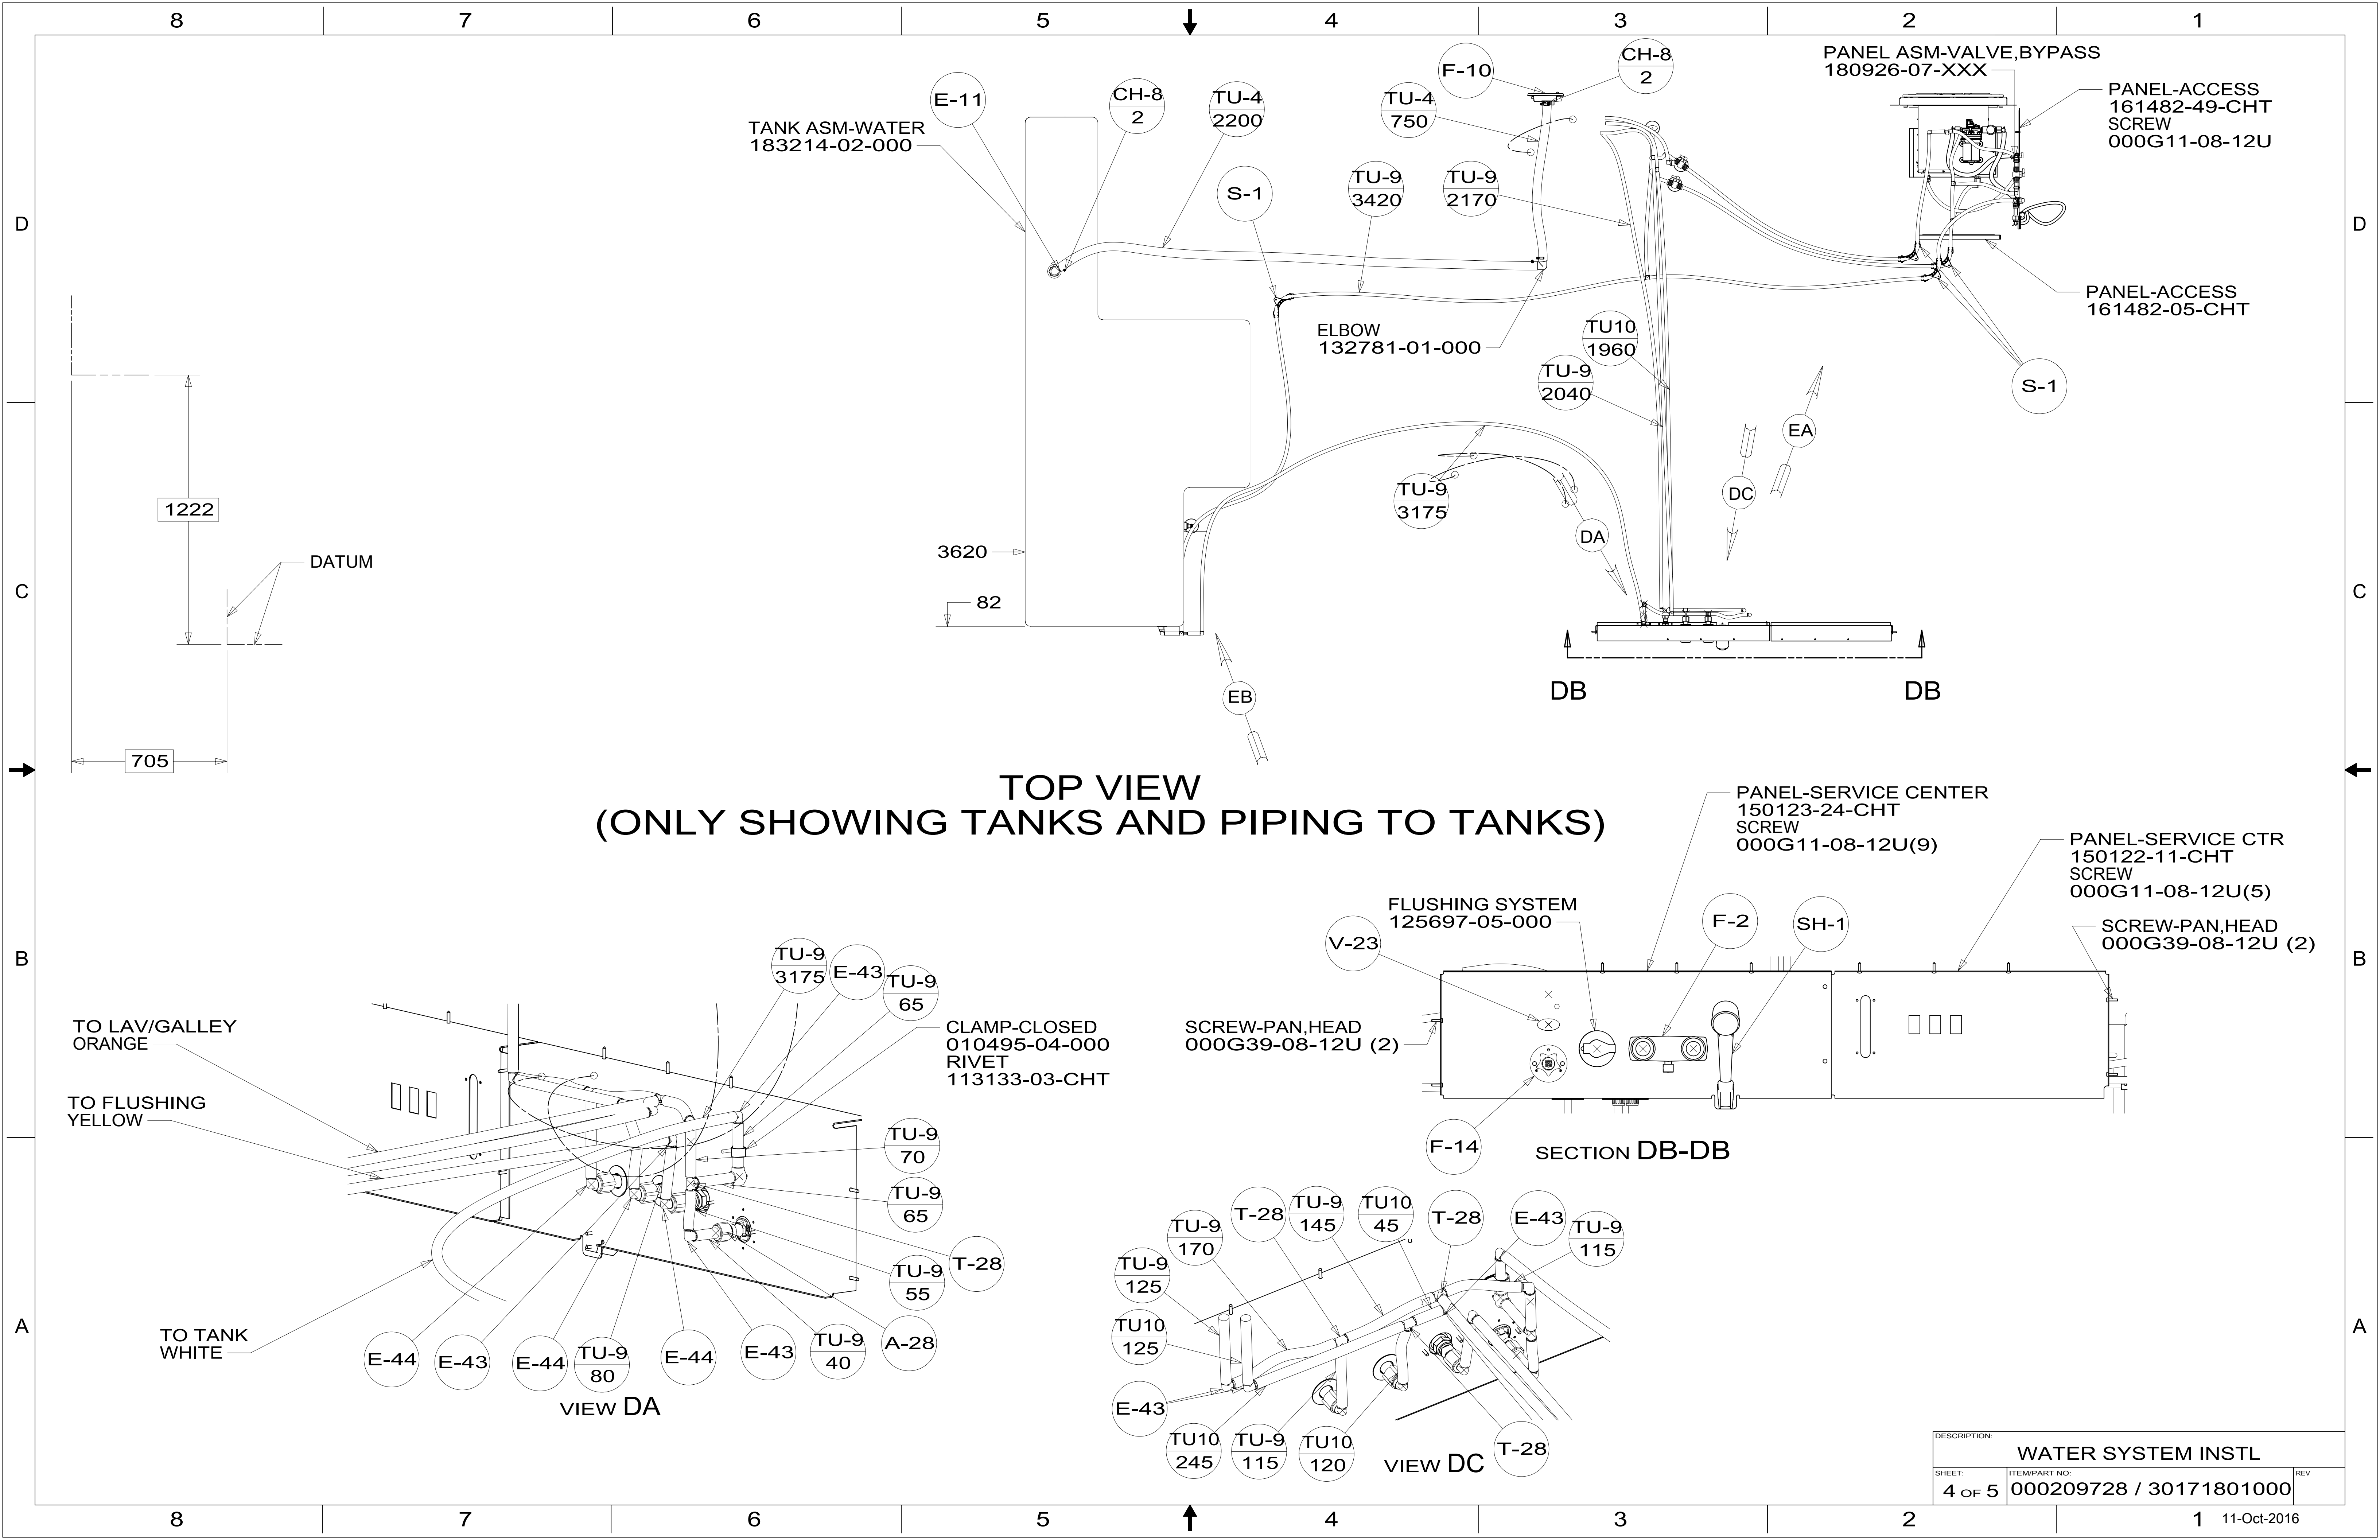 8 7 6 5 4 3 2 1
D
C
B
A
D
C
B
A
TANK ASM-WATER
183214-02-000
E-11
CH-8
2
TU-4
2200
S-1
TU-9
3420
TU-4
750
F-10
CH-8
2
TU-9
2170
ELBOW
132781-01-000
TU10
1960
TU-9
2040
PANEL ASM-VALVE,BYPASS
180926-07-XXX
PANEL-ACCESS
161482-49-CHT
SCREW
000G11-08-12U
PANEL-ACCESS
161482-05-CHT
S-1
EA
DC
TU-9
3175
DA
1222
DATUM
705
3620
82
EB
DB
DB
TOP VIEW
(ONLY SHOWING TANKS AND PIPING TO TANKS)
PANEL-SERVICE CENTER
150123-24-CHT
SCREW
000G11-08-12U(9)
PANEL-SERVICE CTR
150122-11-CHT
SCREW
000G11-08-12U(5)
SCREW-PAN,HEAD
000G39-08-12U (2)
FLUSHING SYSTEM
125697-05-000
V-23
F-2
SH-1
SCREW-PAN,HEAD
000G39-08-12U (2)
F-14
SECTION DB-DB
TU-9
3175
E-43
TU-9
65
CLAMP-CLOSED
010495-04-000
RIVET
113133-03-CHT
TO LAV/GALLEY
ORANGE
TO FLUSHING
YELLOW
TU-9
70
TU-9
65
T-28
TU-9
55
TO TANK
WHITE
E-44
E-43
E-44
TU-9
80
E-44
E-43
TU-9
40
A-28
VIEW DA
TU-9
125
TU-9
170
T-28
TU-9
145
TU10
45
T-28
E-43
TU-9
115
TU10
125
E-43
TU10
245
TU-9
115
TU10
120
T-28
VIEW DC
DESCRIPTION:
WATER SYSTEM INSTL
SHEET:
4 OF 5
ITEM/PART NO:
000209728 / 30171801000
REV
8 7 6 5 4 3 2 1
11-Oct-2016